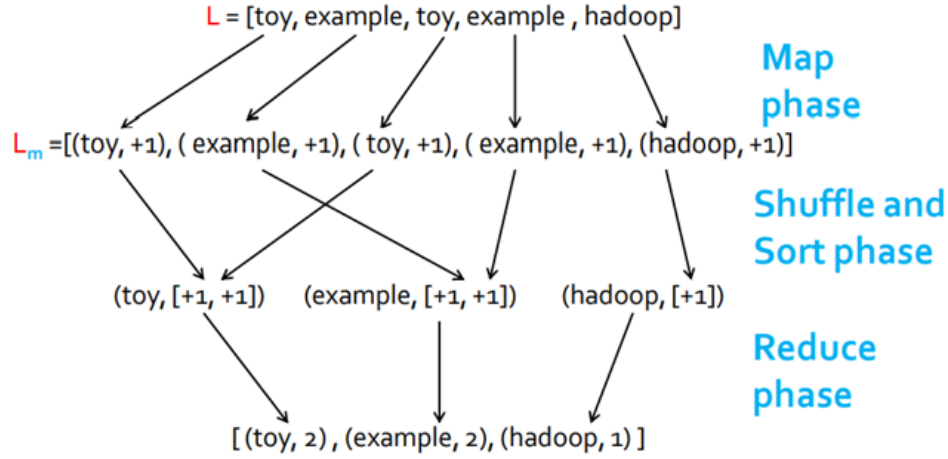 L = [toy, example, toy, example , hadoop]
Map
phase
Lm =[(toy, +1), ( example, +1), ( toy, +1), ( example, +1), (hadoop, +1)]
Shuffle and
Sort phase
(toy, [+1, +1]) (example, [+1, +1]) (hadoop, [+1])
Reduce
phase
[ (toy, 2) , (example, 2), (hadoop, 1) ]